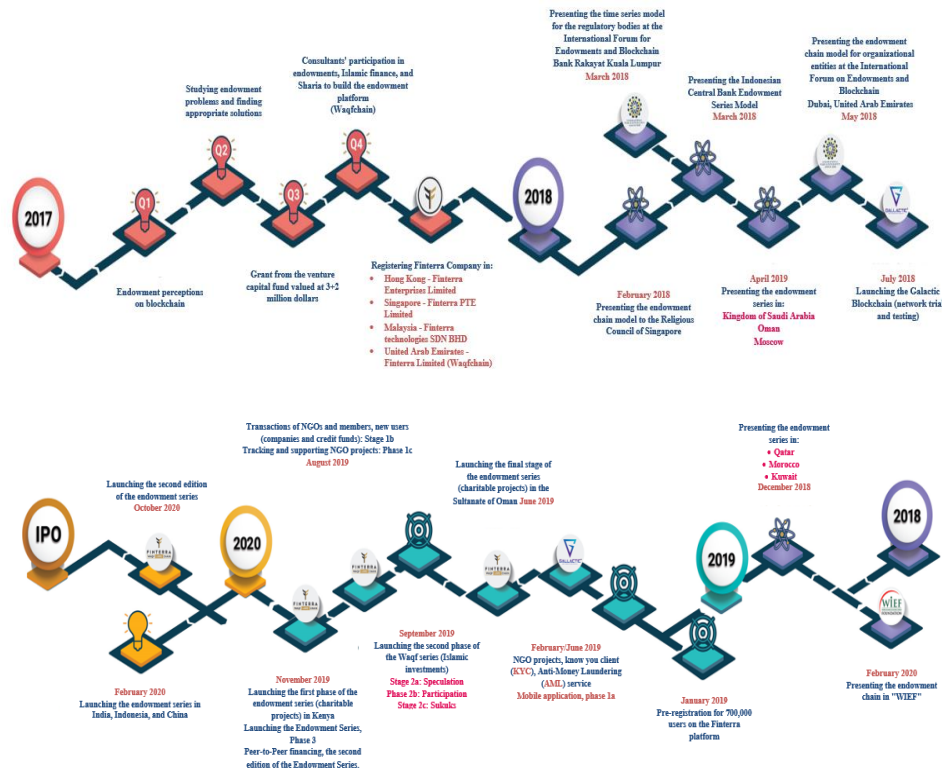 Presenting the time series model
for the regulatory bodies at the
International Forum for
Endowments and Blockchain
Bank Rakayat Kuala Lumpur
March 2018
Presenting the endowment
chain model for organizational
entities at the International
Forum on Endowments and
Blockchain
Dubai, United Arab Emirates
May 2018
Consultants' participation in
endowments, Islamic finance, and
Sharia to build the endowment
platform
(Waqfchain)
Studying endowment
problems and finding
appropriate solutions
Presenting the Indonesian
Central Bank Endowment
Series Model
March 2018
2017
Q1
Q2
Q3
Q4
2018
GALLACTIC
Endowment perceptions
on blockchain
Grant from the venture
capital fund valued at 3+2
million dollars
Registering Finterra Company in:
• Hong Kong - Finterra
Enterprises Limited
• Singapore - Finterra PTE
Limited
• Malaysia - Finterra
technologies SDN BHD
• United Arab Emirates -
Finterra Limited (Waqfchain)
February 2018
Presenting the endowment
chain model to the Religious
Council of Singapore
April 2019
Presenting the endowment
series in:
Kingdom of Saudi Arabia
Oman
Moscow
July 2018
Launching the Galactic
Blockchain (network tria
and testing)
Transactions of NGOs and members, new users
(companies and credit funds): Stage 1b
Tracking and supporting NGO projects: Phase 1c
August 2019
Presenting the endowment
series in:
• Qatar
• Morocco
• Kuwait
December 2018
Launching the second edition
of the endowment series
October 2020
Launching the final stage of
the endowment series
(charitable projects) in the
Sultanate of Oman June 2019
IPO
FINTERRA
2020
FINTERRA
FINTERRA
FINTERRA
GALLACTIC
2019
2018
WIEF
February 2020
Launching the endowment series in
India, Indonesia, and China
November 2019
Launching the first phase of the
endowment series (charitable
projects) in Kenya
Launching the Endowment Series,
Phase 3
Peer-to-Peer financing, the second
edition of the Endowment Series.
September 2019
Launching the second phase of
the Waqf series (Islamic
investments)
Stage 2a: Speculation
Phase 2b: Participation
Stage 2c: Sukuks
February/June 2019
NGO projects, know you client
(KYC), Anti-Money Laundering
(AML) service
Mobile application, phase 1a
January 2019
Pre-registration for 700,000
users on the Finterra
platform
February 2020
Presenting the endowment
chain in "WIEF"